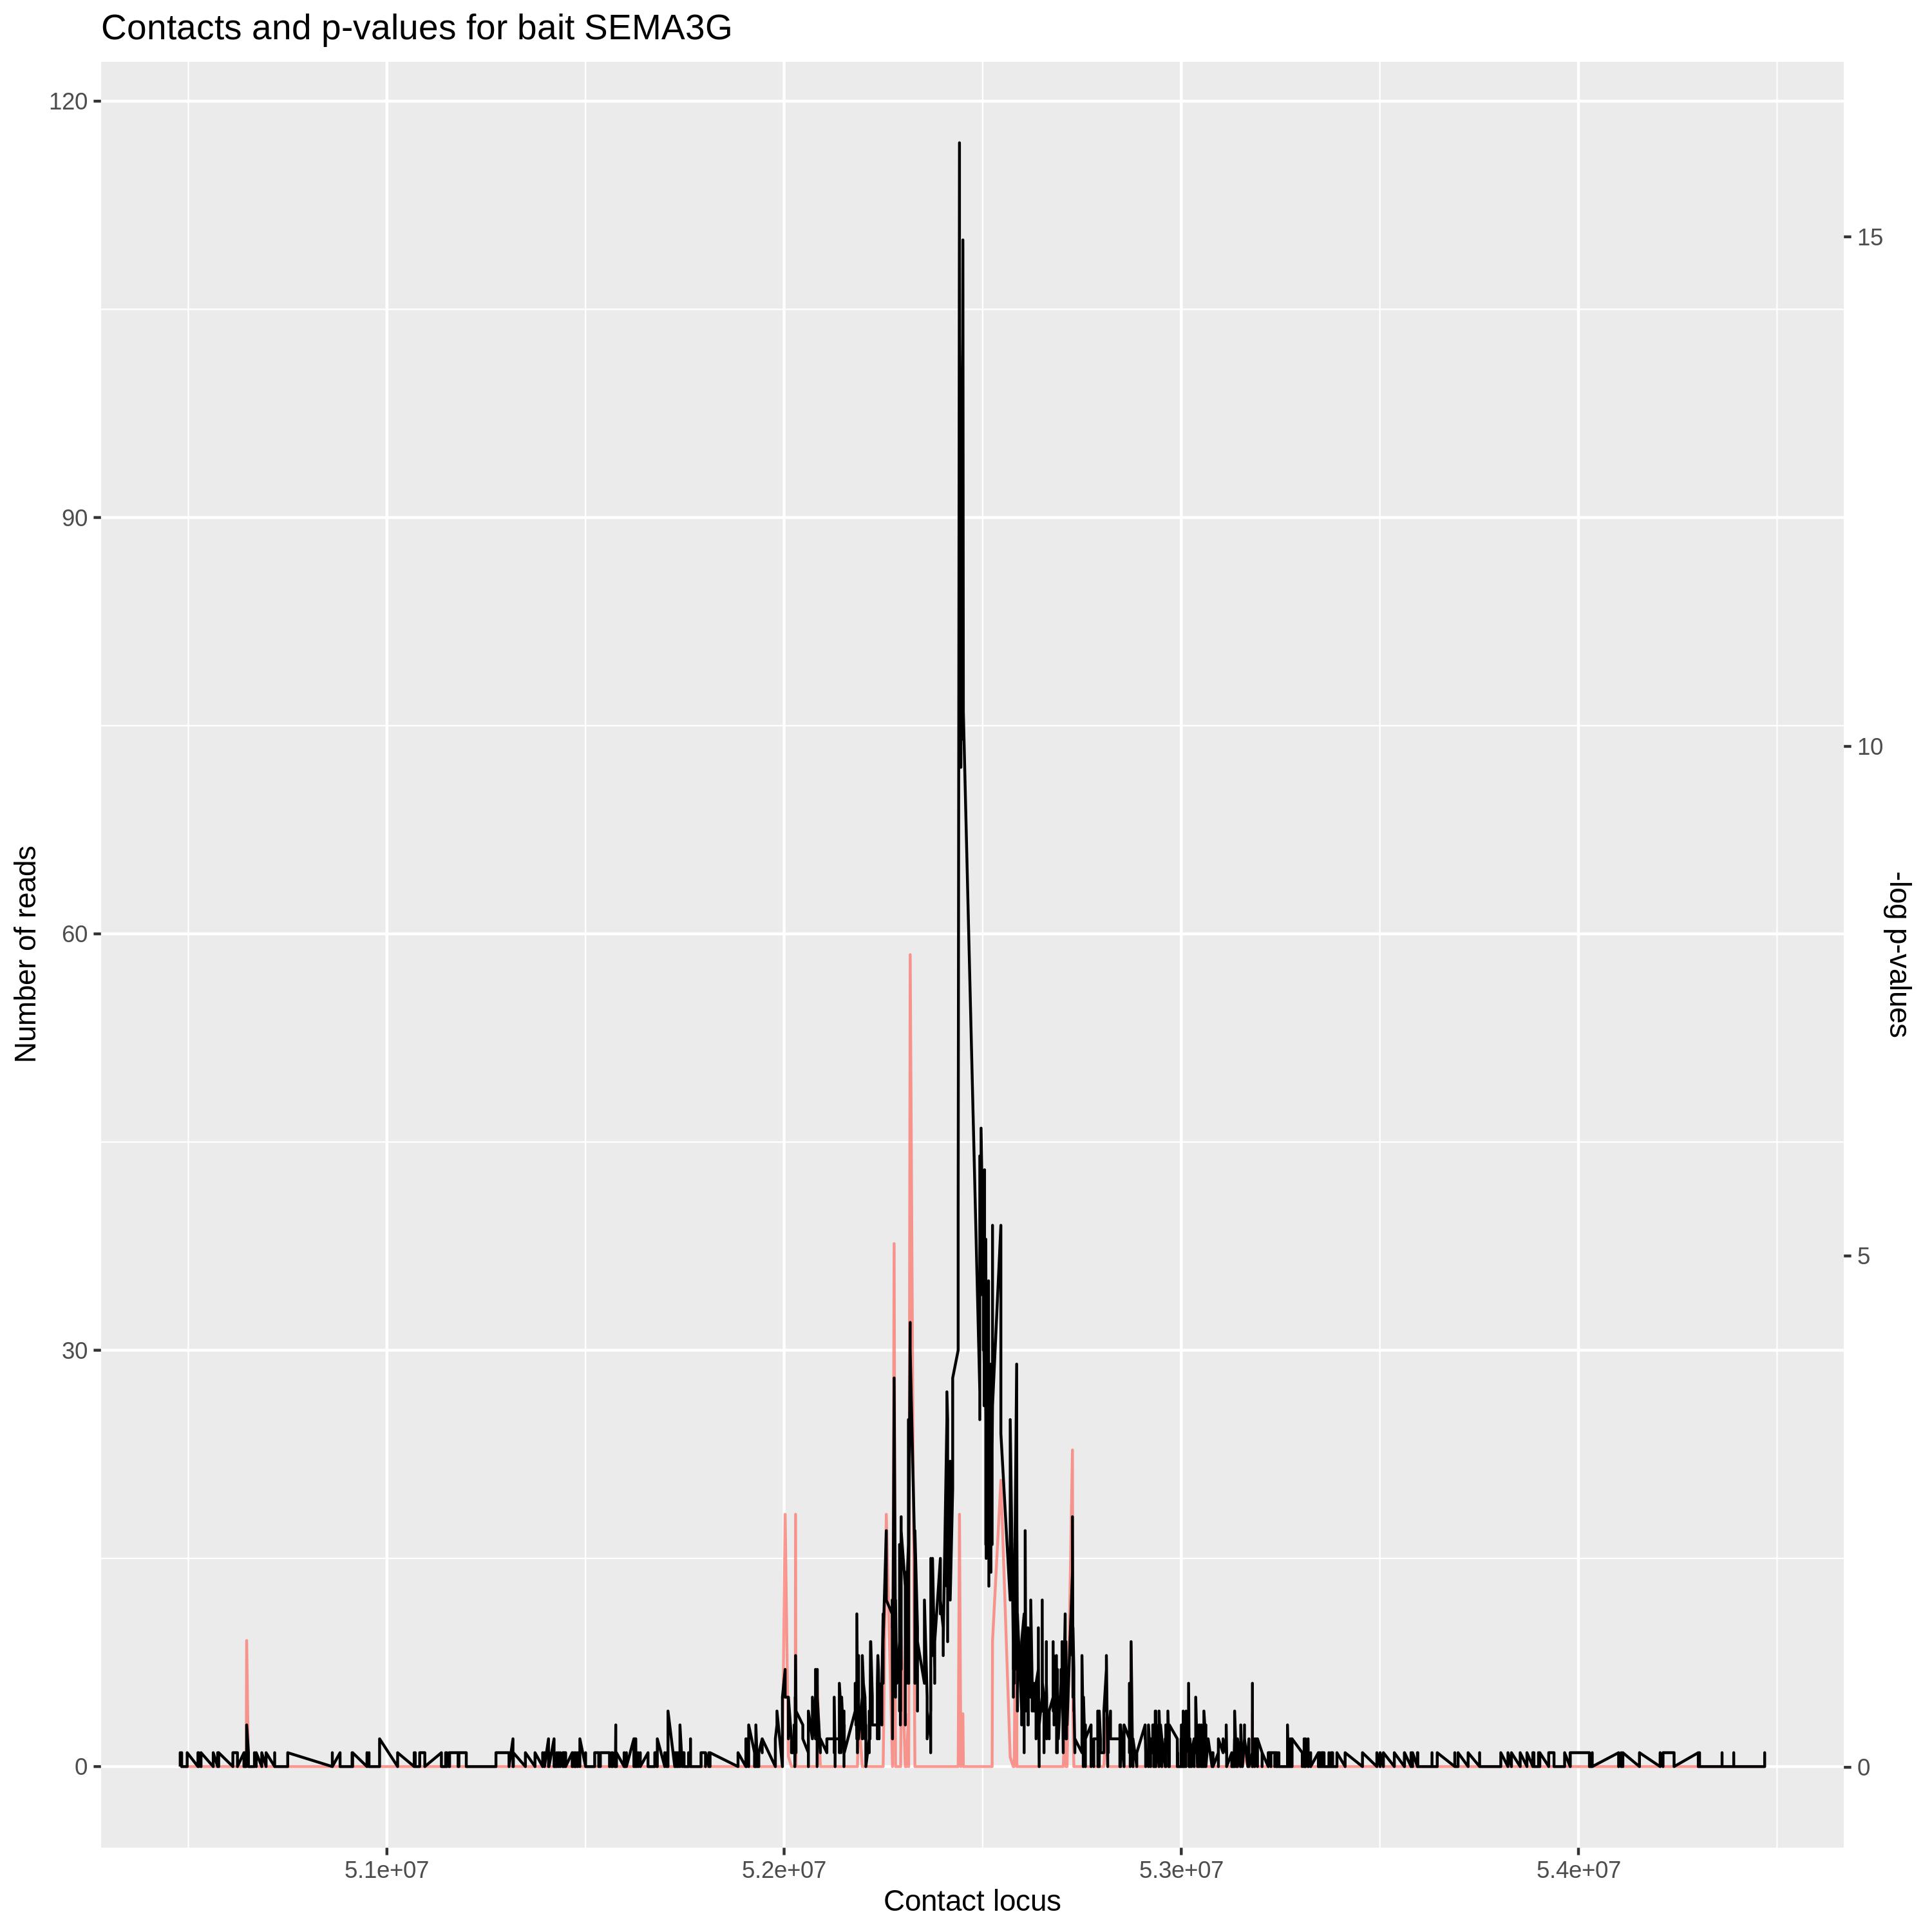 Contacts and p-values for bait SEMA3G
120
90
60
30
0
Number of reads
15
10
5
0
-log p-values
5.1e+07
5.2e+07
5.3e+07
5.4e+07
Contact locus